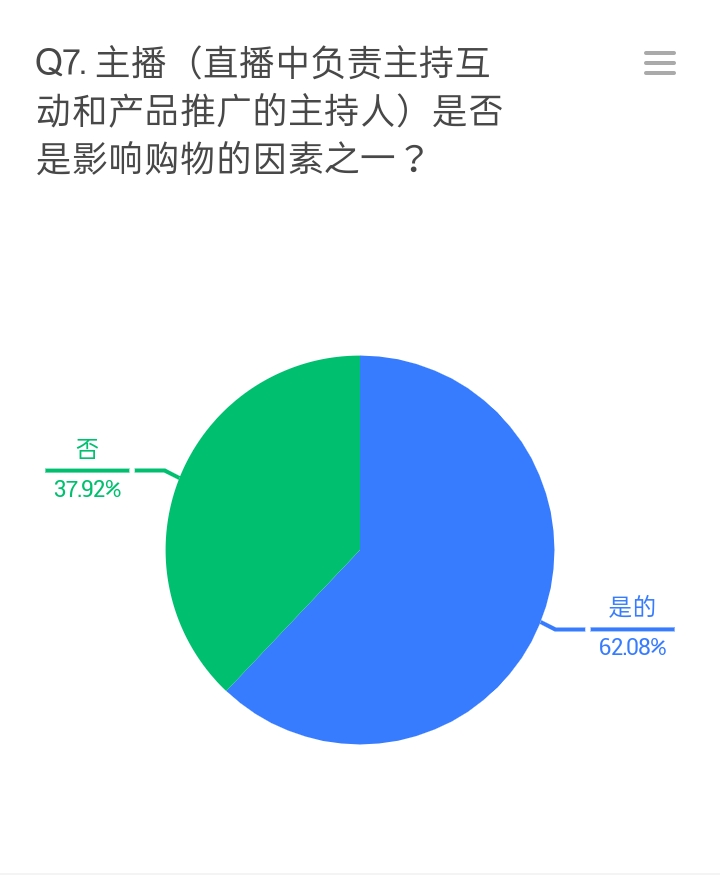 Q7. 主播（直播中负责主持互
动和产品推广的主持人）是否
是影响购物的因素之一？
否
37.92%
是的
62.08%